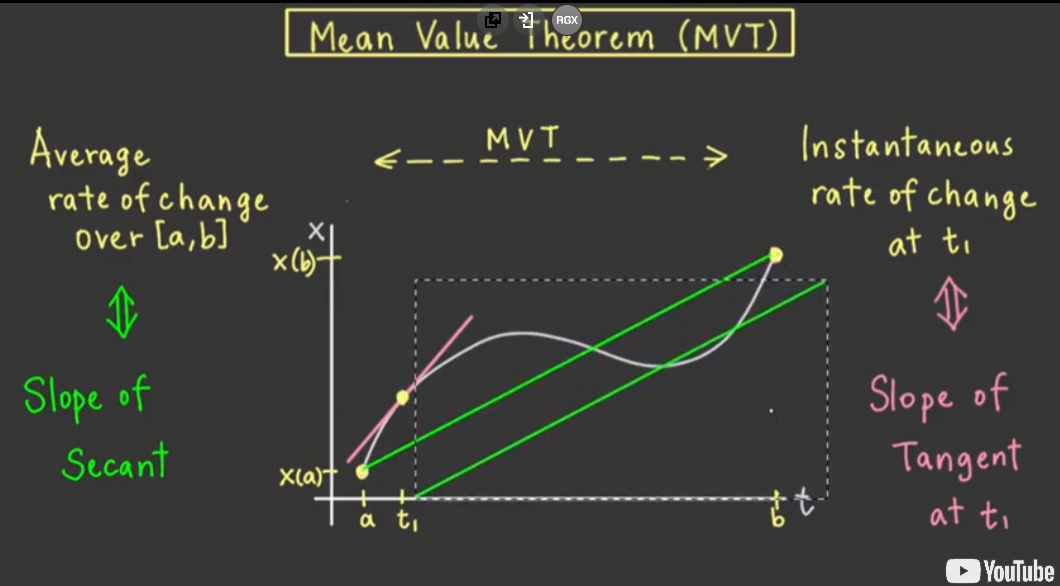 RGX
Mean Value Theorem (MVT)
Average
rate of change
over [a,b]
MVT
Instantaneous
rate of change
at t₁
x
x(b)
Slope of
Secant
Slope of
Tangent
at t₁
x(a)
a
t₁
b
t
YouTube